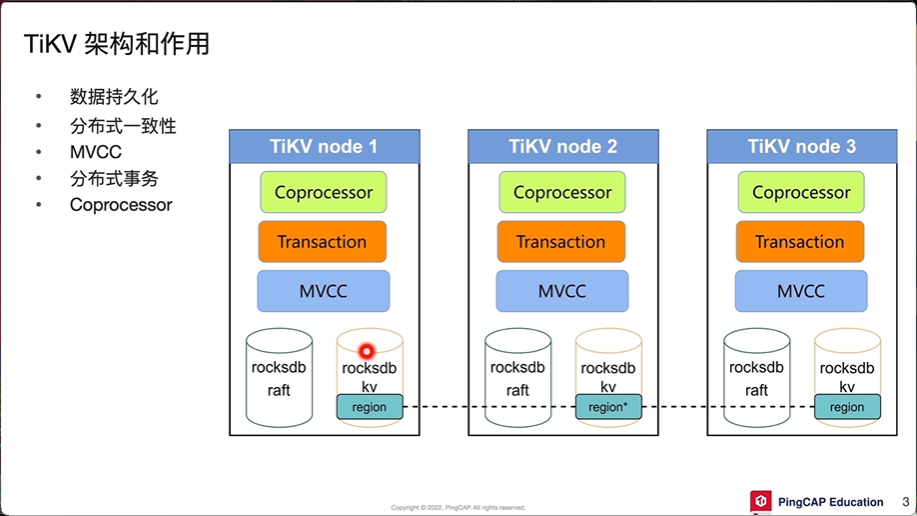 TiKV 架构和作用
• 数据持久化
• 分布式一致性
• MVCC
• 分布式事务
• Coprocessor
TiKV node 1
Coprocessor
Transaction
MVCC
rocksdb
raft
rocksdb
kv
region
TiKV node 2
Coprocessor
Transaction
MVCC
rocksdb
raft
rocksdb
kv
region*
TiKV node 3
Coprocessor
Transaction
MVCC
rocksdb
raft
rocksdb
kv
region
Copyright © 2022, PingCAP. All rights reserved.
PingCAP Education
3